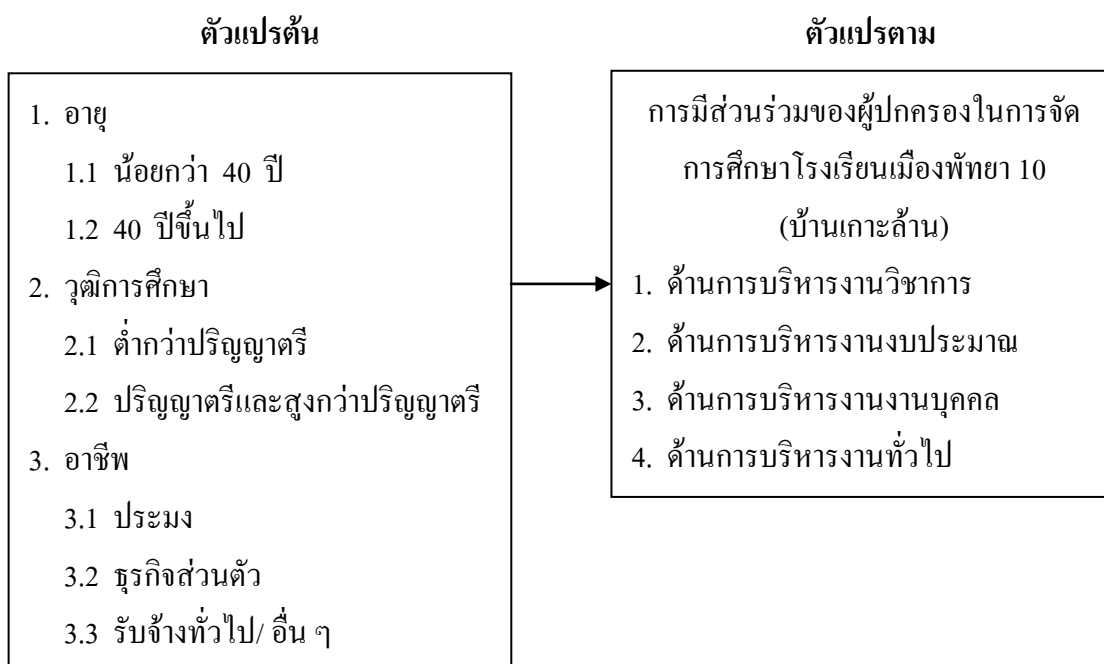 ตัวแปรต้น
1. อายุ
1.1 น้อยกว่า 40 ปี
1.2 40 ปีขึ้นไป
2. วุฒิการศึกษา
2.1 ต่ำกว่าปริญญาตรี
2.2 ปริญญาตรีและสูงกว่าปริญญาตรี
3. อาชีพ
3.1 ประมง
3.2 ธุรกิจส่วนตัว
3.3 รับจ้างทั่วไป/ อื่น ๆ
ตัวแปรตาม
การมีส่วนร่วมของผู้ปกครองในการจัด
การศึกษาโรงเรียนเมืองพัทยา 10
(บ้านเกาะล้าน)
1. ด้านการบริหารงานวิชาการ
2. ด้านการบริหารงานงบประมาณ
3. ด้านการบริหารงานงานบุคคล
4. ด้านการบริหารงานทั่วไป